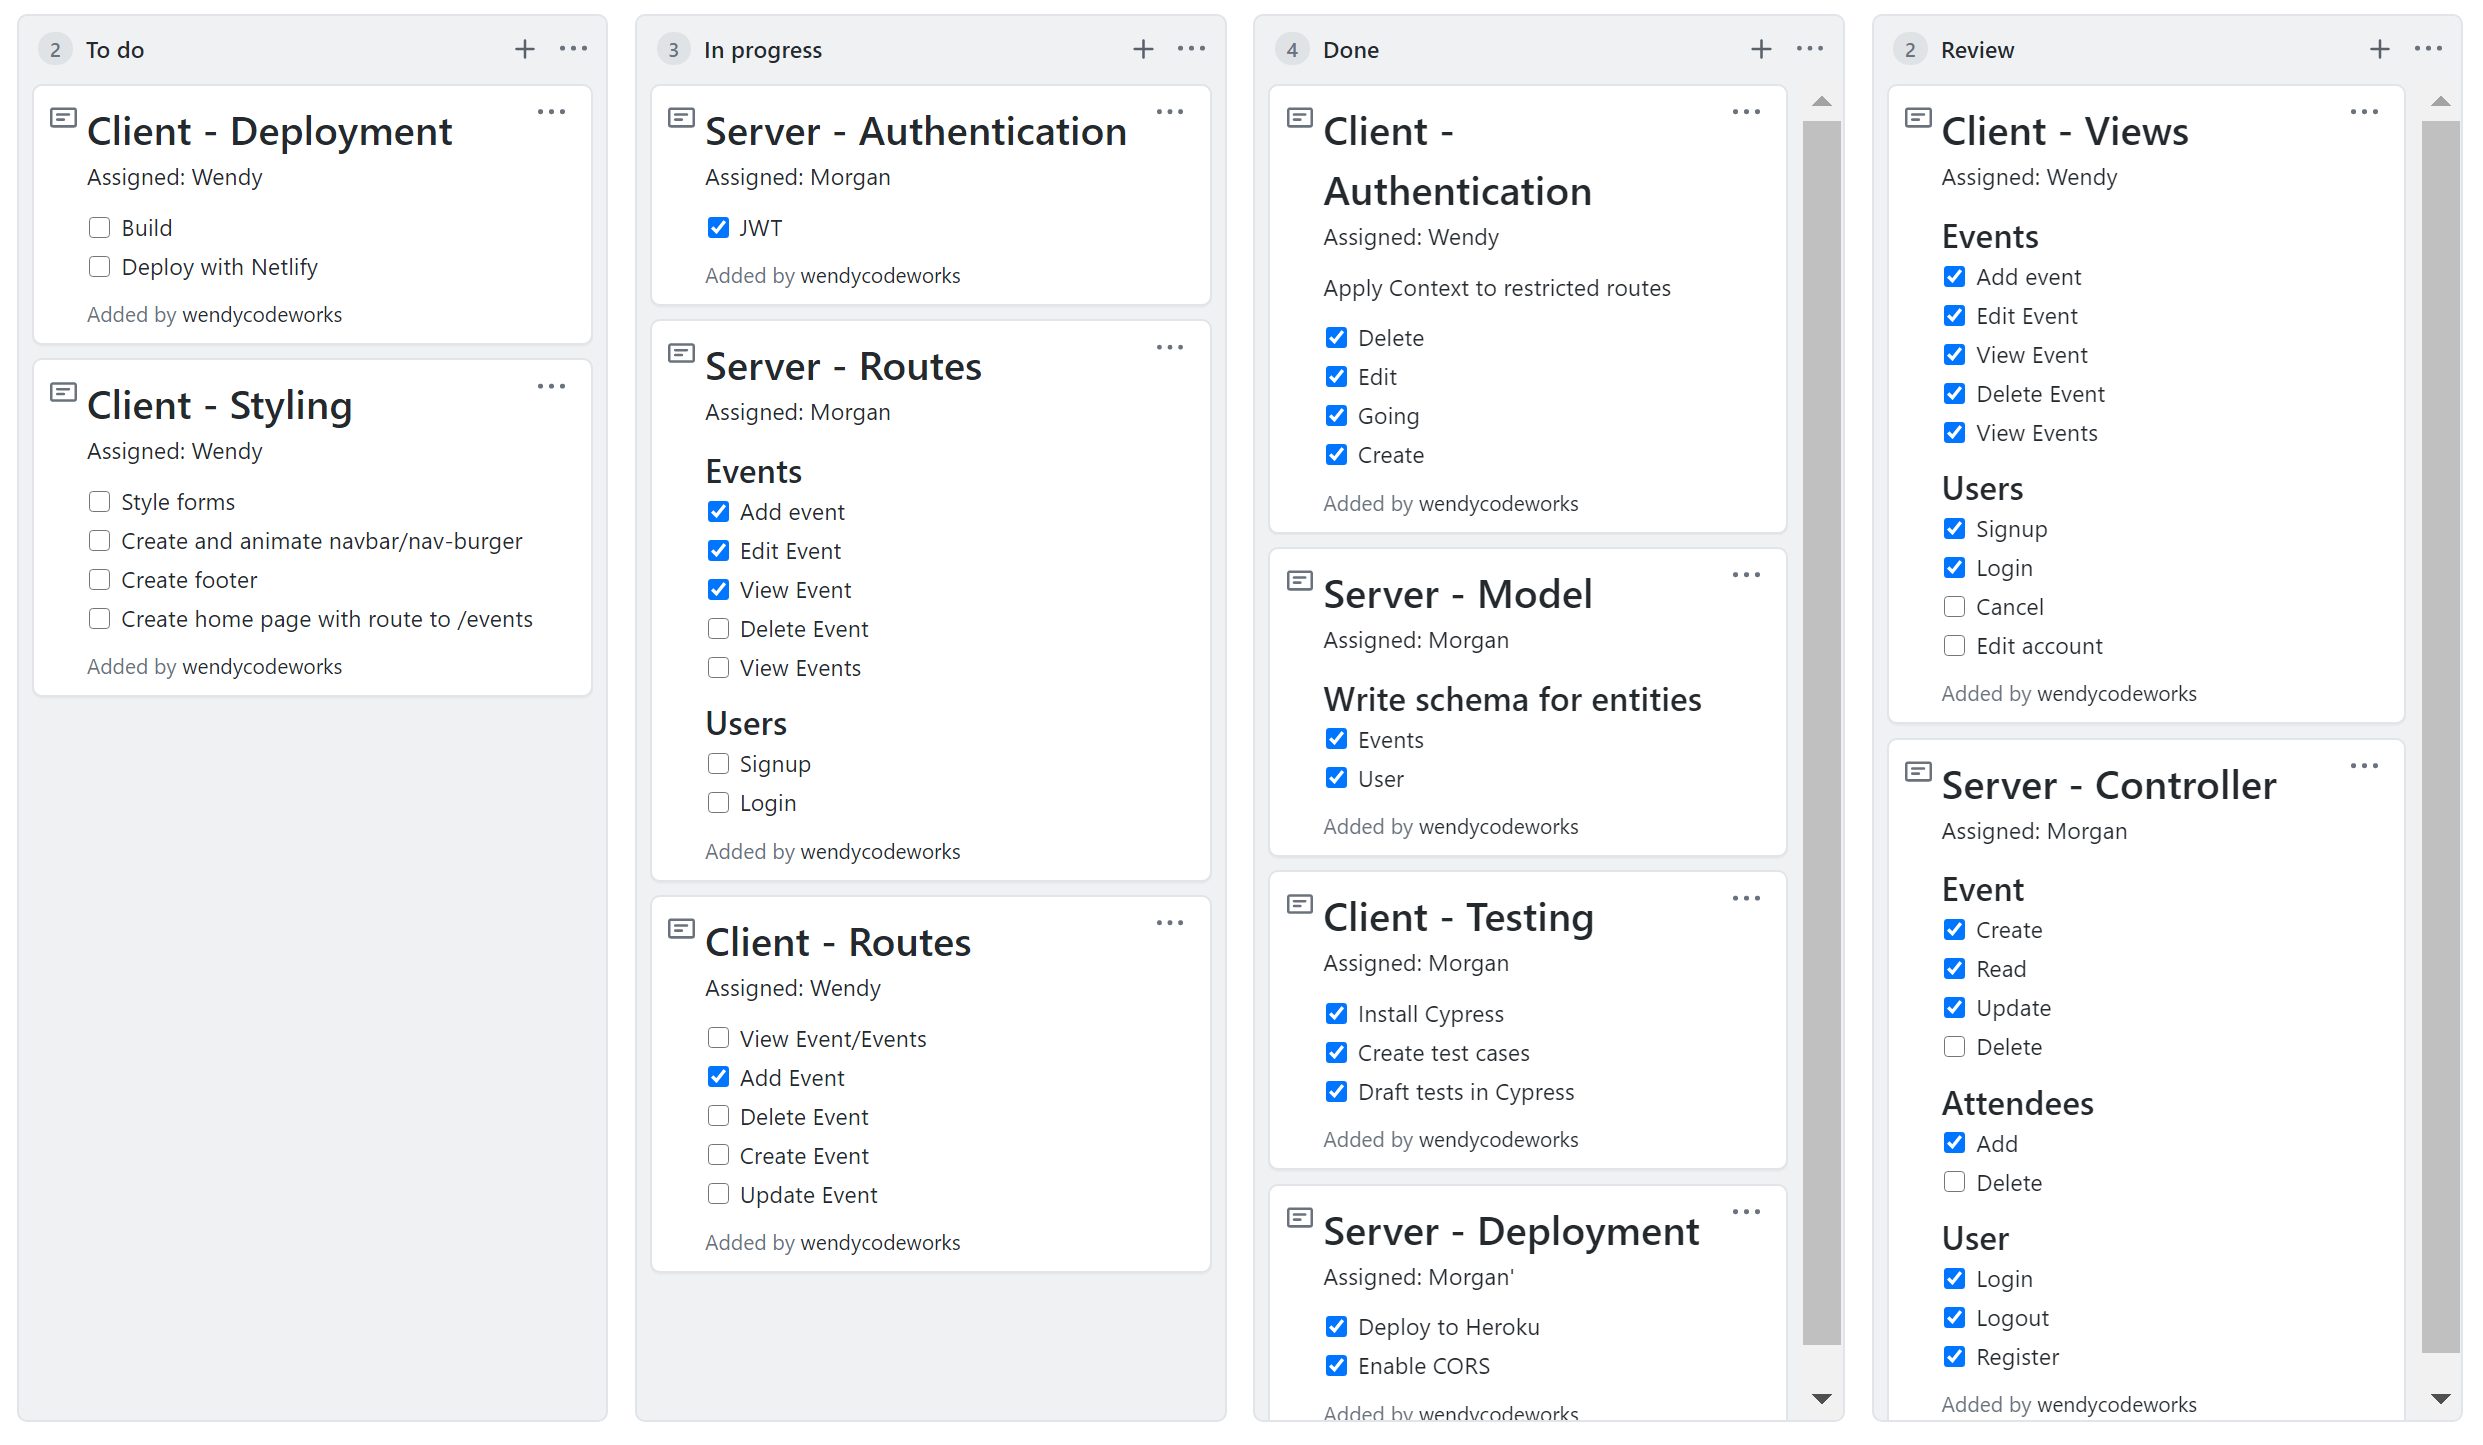 2 To do
Client - Deployment
Assigned: Wendy
Build
Deploy with Netlify
Added by wendycodeworks
Client - Styling
Assigned: Wendy
Style forms
Create and animate navbar/nav-burger
Create footer
Create home page with route to /events
Added by wendycodeworks
3 In progress
Server - Authentication
Assigned: Morgan
JWT
Added by wendycodeworks
Server - Routes
Assigned: Morgan
Events
Add event
Edit Event
View Event
Delete Event
View Events
Users
Signup
Login
Added by wendycodeworks
Client - Routes
Assigned: Wendy
View Event/Events
Add Event
Delete Event
Create Event
Update Event
Added by wendycodeworks
4 Done
Client -
Authentication
Assigned: Wendy
Apply Context to restricted routes
Delete
Edit
Going
Create
Added by wendycodeworks
Server - Model
Assigned: Morgan
Write schema for entities
Events
User
Added by wendycodeworks
Client - Testing
Assigned: Morgan
Install Cypress
Create test cases
Draft tests in Cypress
Added by wendycodeworks
Server - Deployment
Assigned: Morgan'
Deploy to Heroku
Enable CORS
Added by wendycodeworks
2 Review
Client - Views
Assigned: Wendy
Events
Add event
Edit Event
View Event
Delete Event
View Events
Users
Signup
Login
Cancel
Edit account
Added by wendycodeworks
Server - Controller
Assigned: Morgan
Event
Create
Read
Update
Delete
Attendees
Add
Delete
User
Login
Logout
Register
Added by wendycodeworks